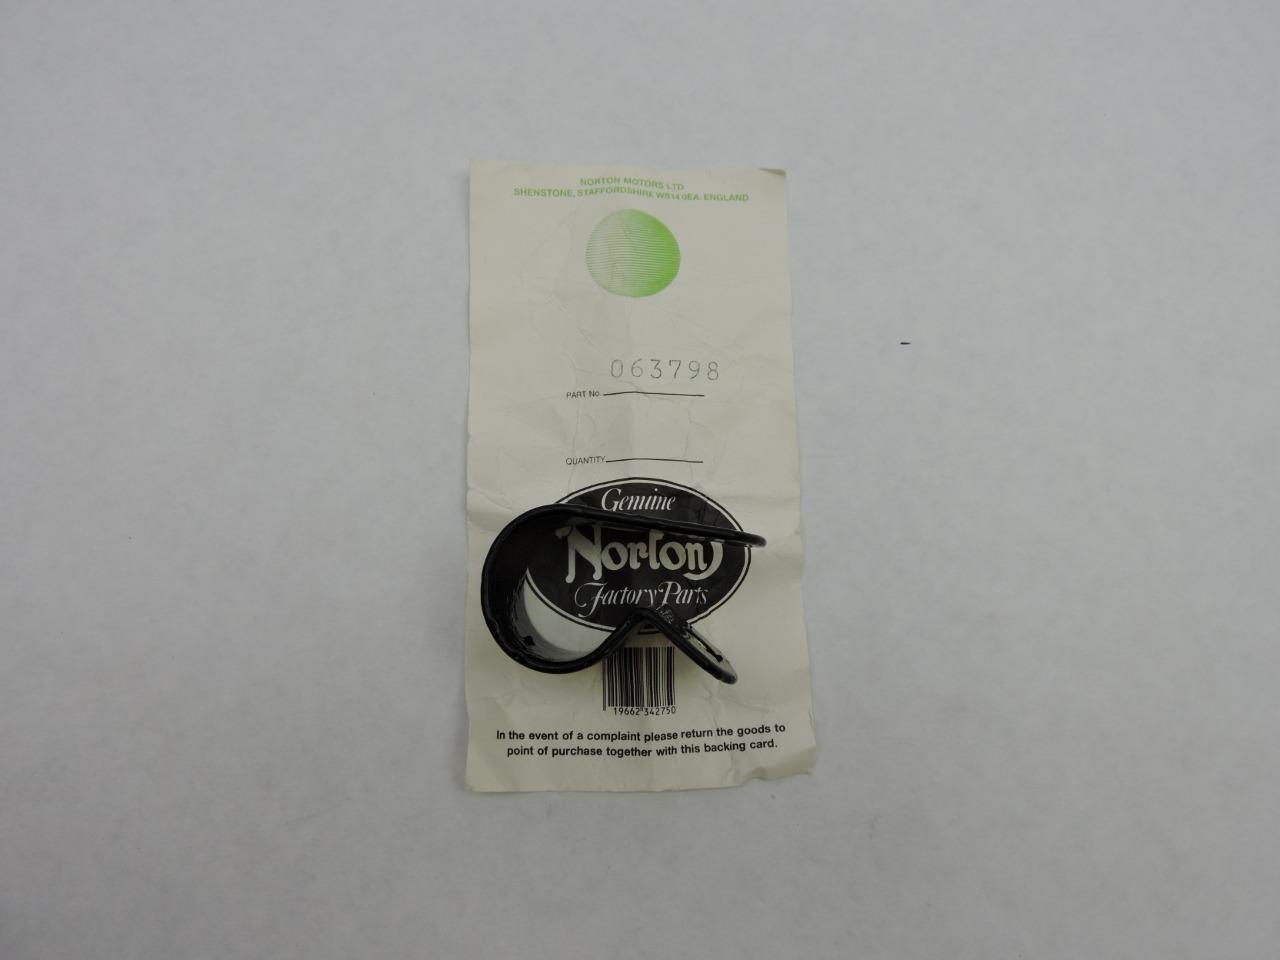 NORTON MOTORS LTD
SHENSTONE, STAFFORDSHIRE WS14 0EA. ENGLAND
063798
PART No.
QUANTITY
Genuine
Norton
Factory Parts
19662 342750
In the event of a complaint please return the goods to
point of purchase together with this backing card.